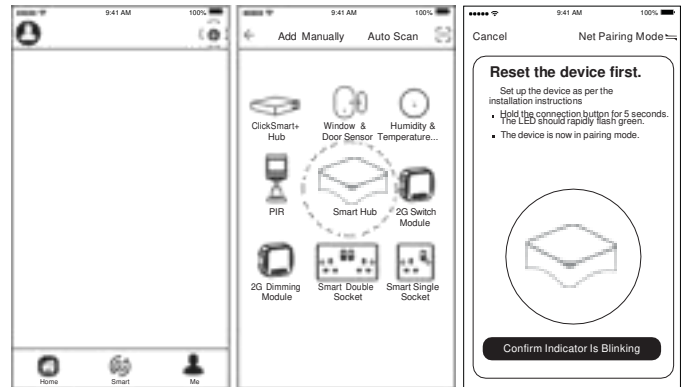 9:41 AM 100%
Home Smart Me
9:41 AM 100%
Add Manually Auto Scan
ClickSmart+
Hub
Window &
Door Sensor
Humidity &
Temperature...
PIR
Smart Hub
2G Switch
Module
2G Dimming
Module
Smart Double
Socket
Smart Single
Socket
9:41 AM 100%
Cancel Net Pairing Mode
Reset the device first.
Set up the device as per the
installation instructions
Hold the connection button for 5 seconds.
The LED should rapidly flash green.
The device is now in pairing mode.
Confirm Indicator Is Blinking